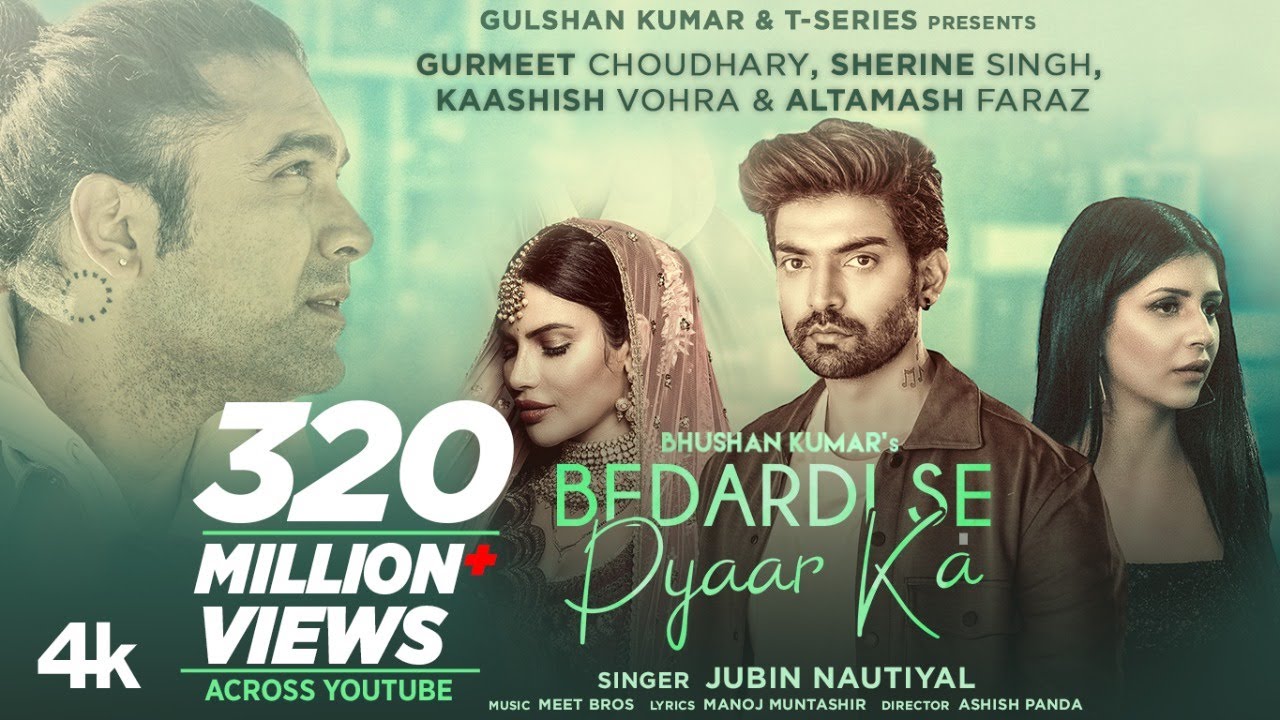 GULSHAN KUMAR & T-SERIES PRESENTS
GURMEET CHOUDHARY, SHERINE SINGH,
KAASHISH VOHRA & ALTAMASH FARAZ
320
MILLION+
VIEWS
ACROSS YOUTUBE
4k
BHUSHAN KUMAR's
BEDARDI SE
Pyaar Ka
SINGER JUBIN NAUTIYAL
MUSIC MEET BROS LYRICS MANOJ MUNTASHIR DIRECTOR ASHISH PANDA